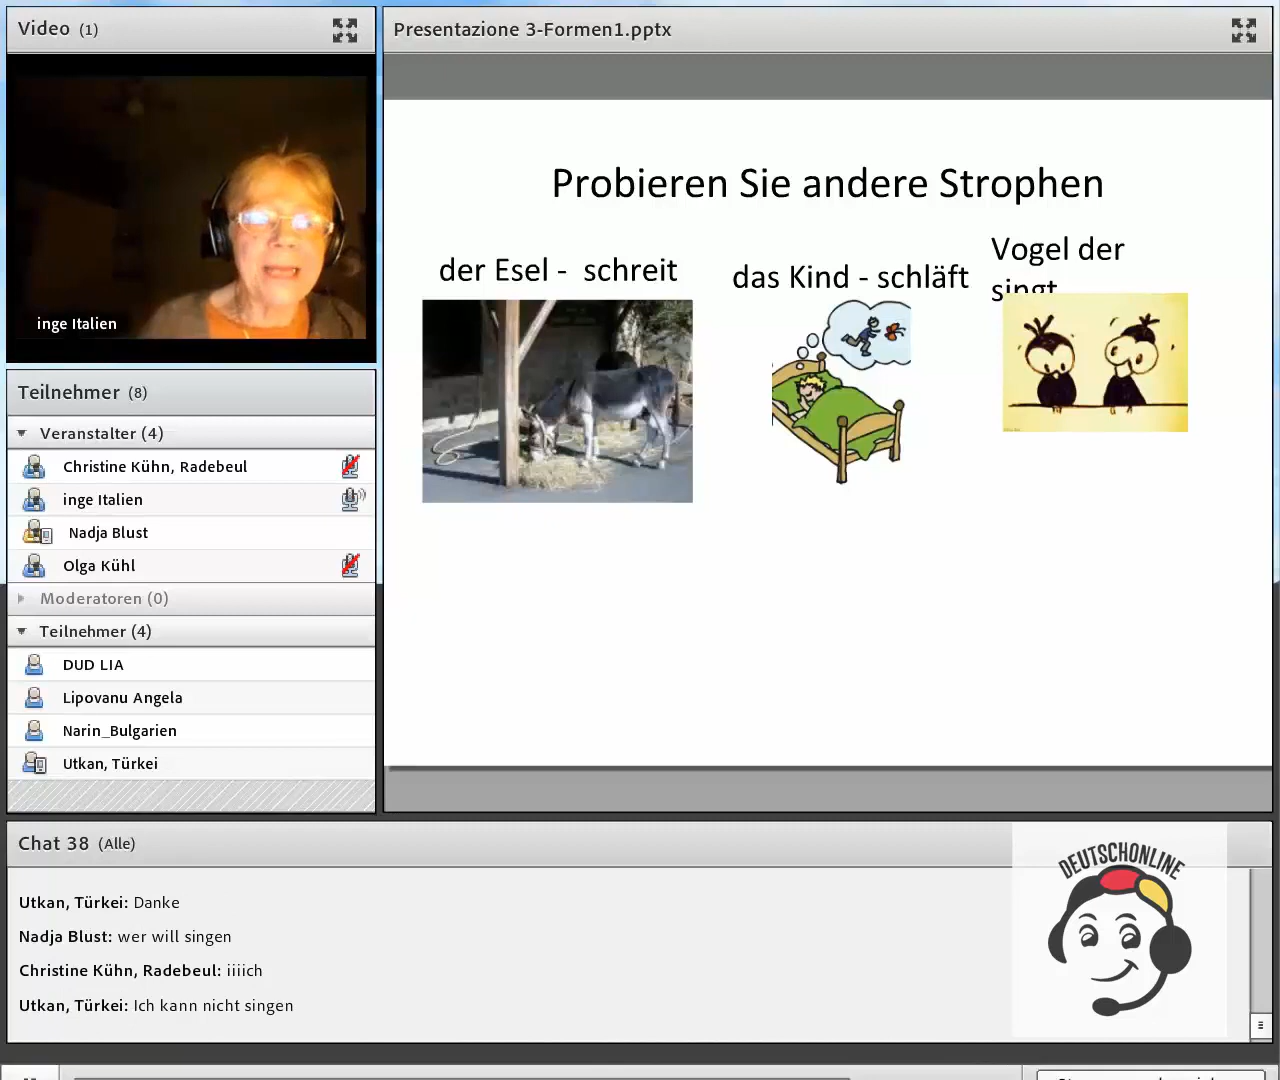 Video (1)
inge Italien
Teilnehmer (8)
Veranstalter (4)
Christine Kühn, Radebeul
inge Italien
Nadja Blust
Olga Kühl
Moderatoren (0)
Teilnehmer (4)
DUD LIA
Lipovanu Angela
Narin_Bulgarien
Utkan, Türkei
Presentazione 3-Formen1.pptx
Probieren Sie andere Strophen
der Esel - schreit
das Kind - schläft
Vogel der
singt
Chat 38 (Alle)
Utkan, Türkei: Danke
Nadja Blust: wer will singen
Christine Kühn, Radebeul: iiiich
Utkan, Türkei: Ich kann nicht singen
DEUTSCHONLINE